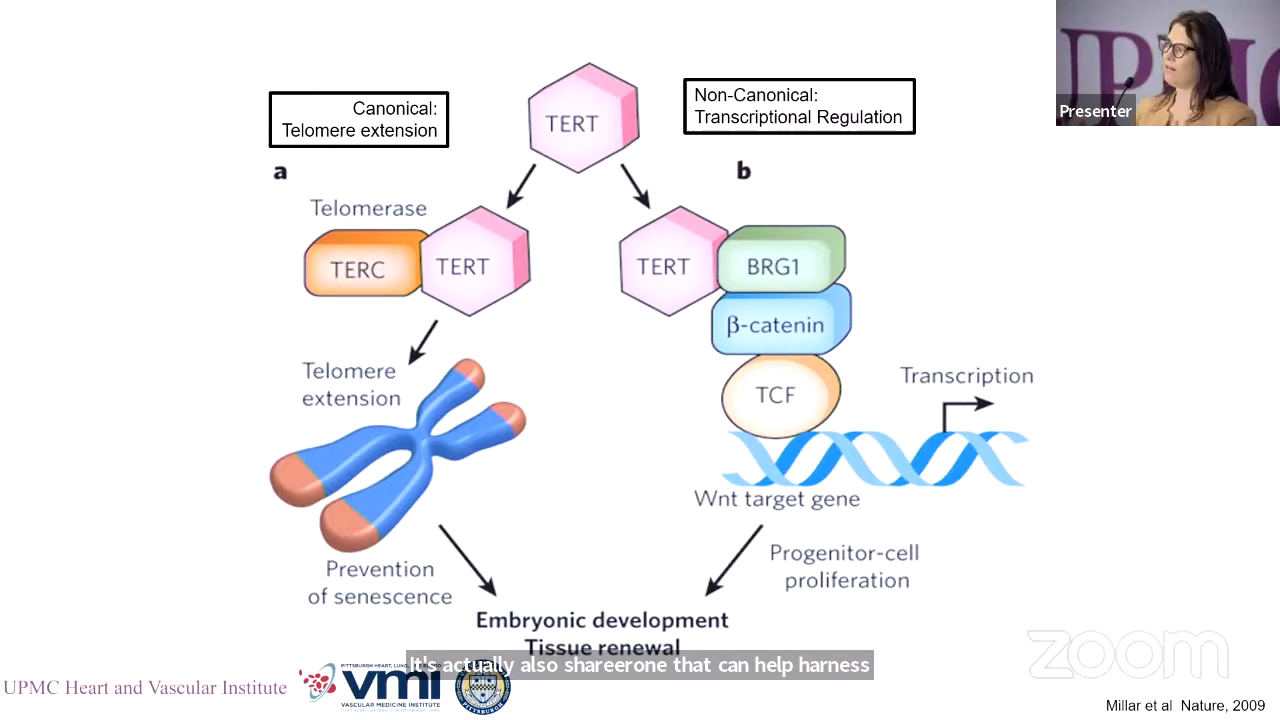 UPMC
Presenter
Canonical:
Telomere extension
TERT
Non-Canonical:
Transcriptional Regulation
a
b
Telomerase
TERC
TERT
TERT
BRG1
β-catenin
TCF
Telomere
extension
Transcription
Wnt target gene
Prevention
of senescence
Progenitor-cell
proliferation
Embryonic development
Tissue renewal
It's actually also shareerone that can help harness
zoom
UPMC Heart and Vascular Institute
vmi
VASCULAR MEDICINE INSTITUTE
PITTSBURGH
Millar et al Nature, 2009